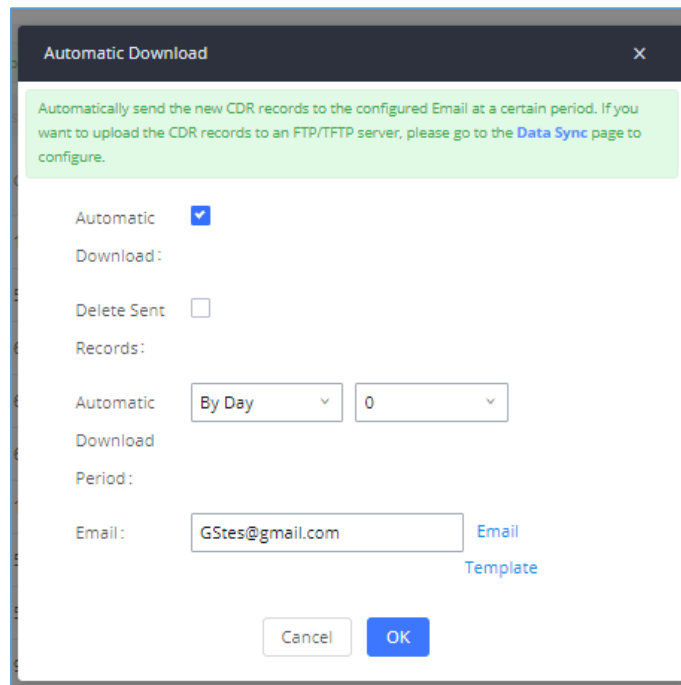 Automatic Download
Automatically send the new CDR records to the configured Email at a certain period. If you
want to upload the CDR records to an FTP/TFTP server, please go to the Data Sync page to
configure.
Automatic
Download:
Delete Sent
Records:
Automatic By Day 0
Download
Period:
Email: GStes@gmail.com Email
Template
Cancel OK